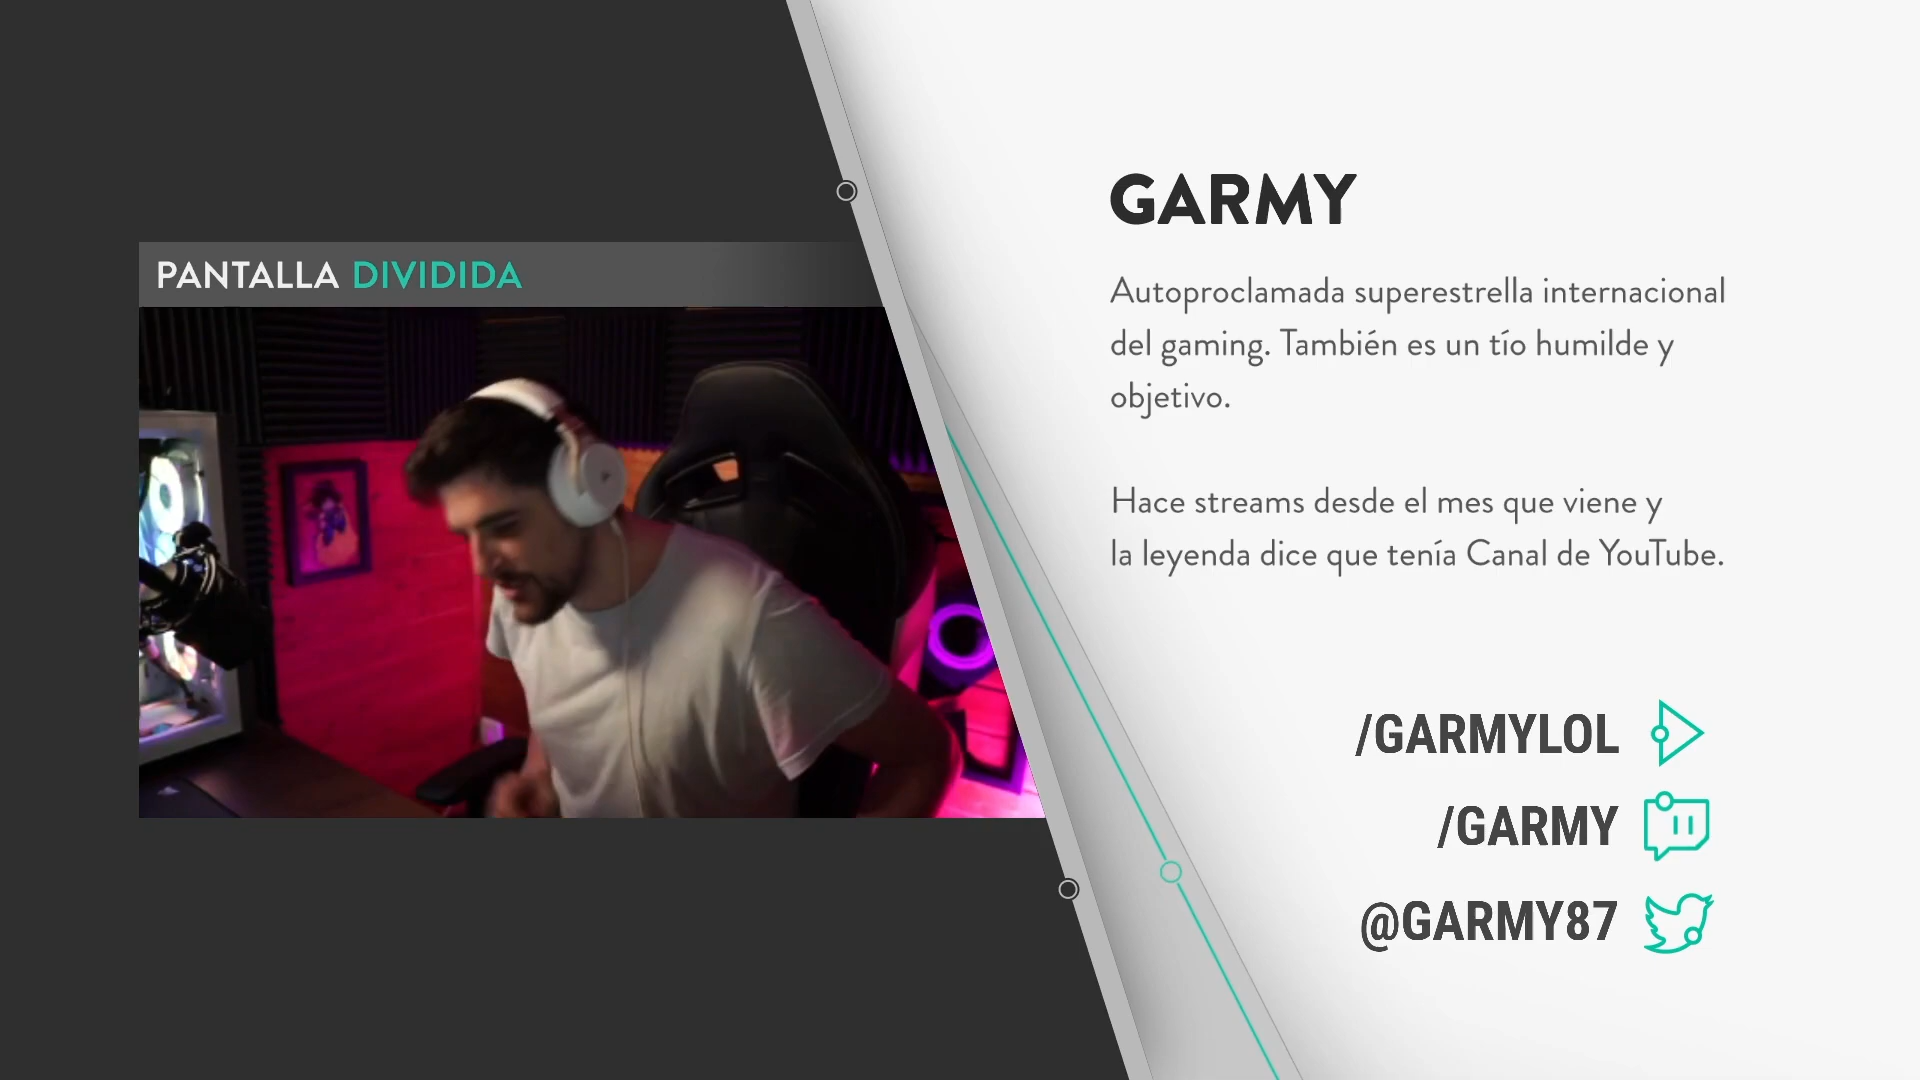 PANTALLA DIVIDIDA
GARMY
Autoproclamada superestrella internacional
del gaming. También es un tío humilde y
objetivo.
Hace streams desde el mes que viene y
la leyenda dice que tenía Canal de YouTube.
/GARMYLOL
/GARMY
@GARMY87